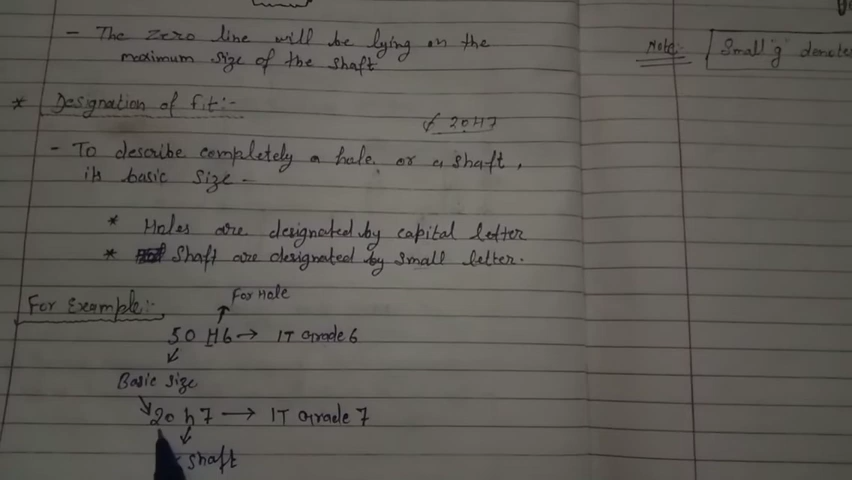 - The zero line will be lying on the
maximum size of the shaft
* Designation of fit:-
20H7
- To describe completely a hole or a shaft,
its basic size -
* Holes are designated by capital letter
* Shaft are designated by small letter.
For Example:-
For Hole
50 H6 → IT Grade 6
Basic size
20 h 7 → IT Grade 7
shaft
Note:- Small 'g' denote